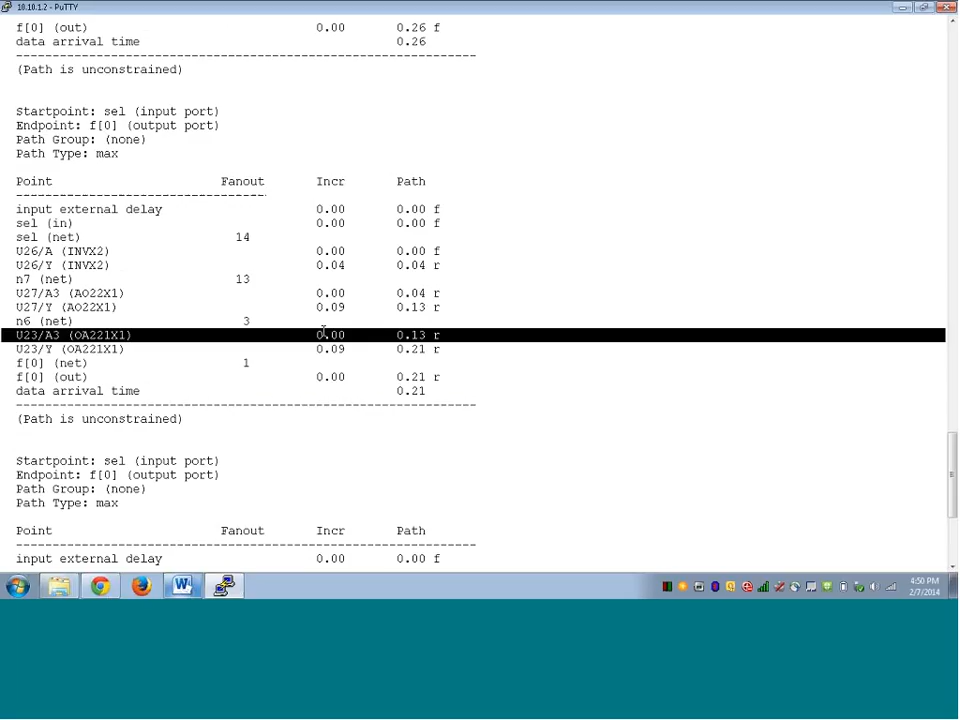 10.10.1.2 - PuTTY
f[0] (out) 0.00 0.26 f
data arrival time 0.26
(Path is unconstrained)
Startpoint: sel (input port)
Endpoint: f[0] (output port)
Path Group: (none)
Path Type: max
Point Fanout Incr Path
input external delay 0.00 0.00 f
sel (in) 0.00 0.00 f
sel (net) 14
U26/A (INVX2) 0.00 0.00 f
U26/Y (INVX2) 0.04 0.04 r
n7 (net) 13
U27/A3 (AO22X1) 0.00 0.04 r
U27/Y (AO22X1) 0.09 0.13 r
n6 (net) 3
U23/A3 (OA221X1) 0.00 0.13 r
U23/Y (OA221X1) 0.09 0.21 r
f[0] (net) 1
f[0] (out) 0.00 0.21 r
data arrival time 0.21
(Path is unconstrained)
Startpoint: sel (input port)
Endpoint: f[0] (output port)
Path Group: (none)
Path Type: max
Point Fanout Incr Path
input external delay 0.00 0.00 f
4:50 PM
2/7/2014